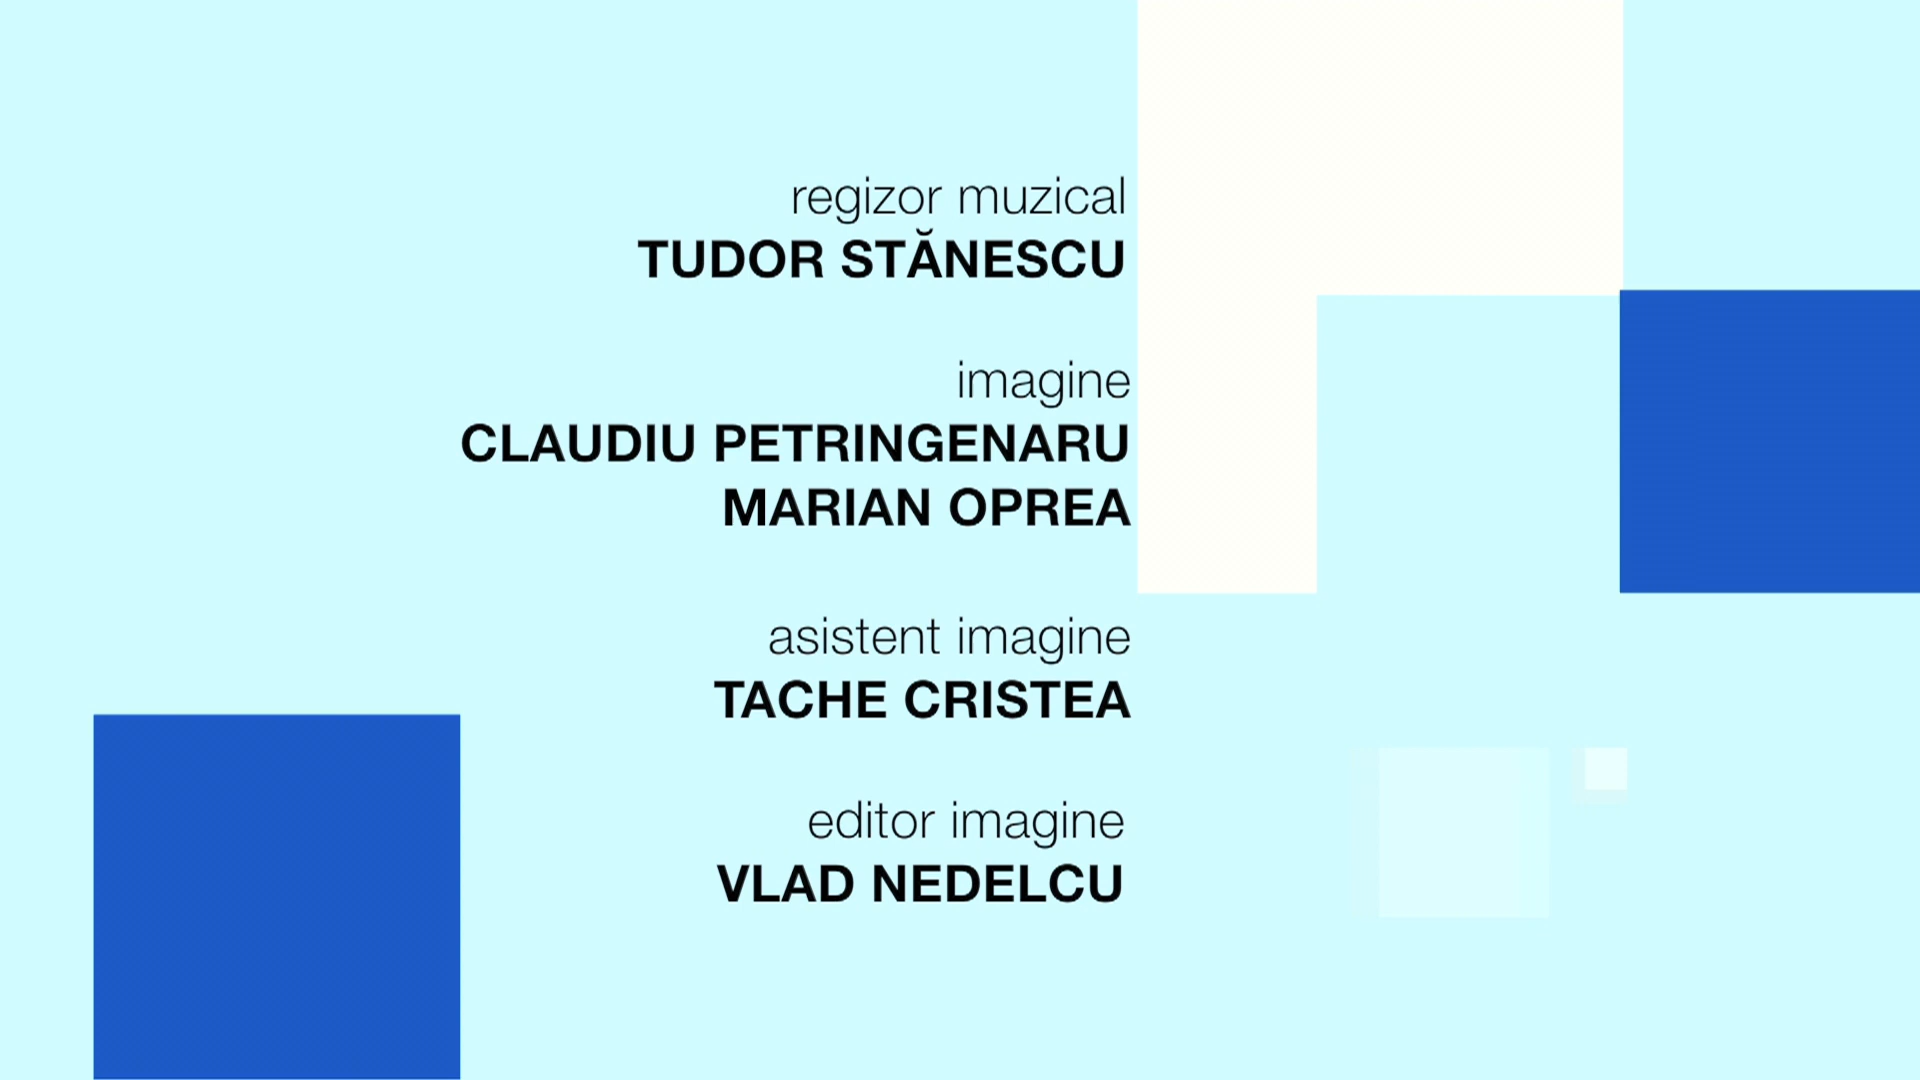 regizor muzical
TUDOR STĂNESCU
imagine
CLAUDIU PETRINGENARU
MARIAN OPREA
asistent imagine
TACHE CRISTEA
editor imagine
VLAD NEDELCU